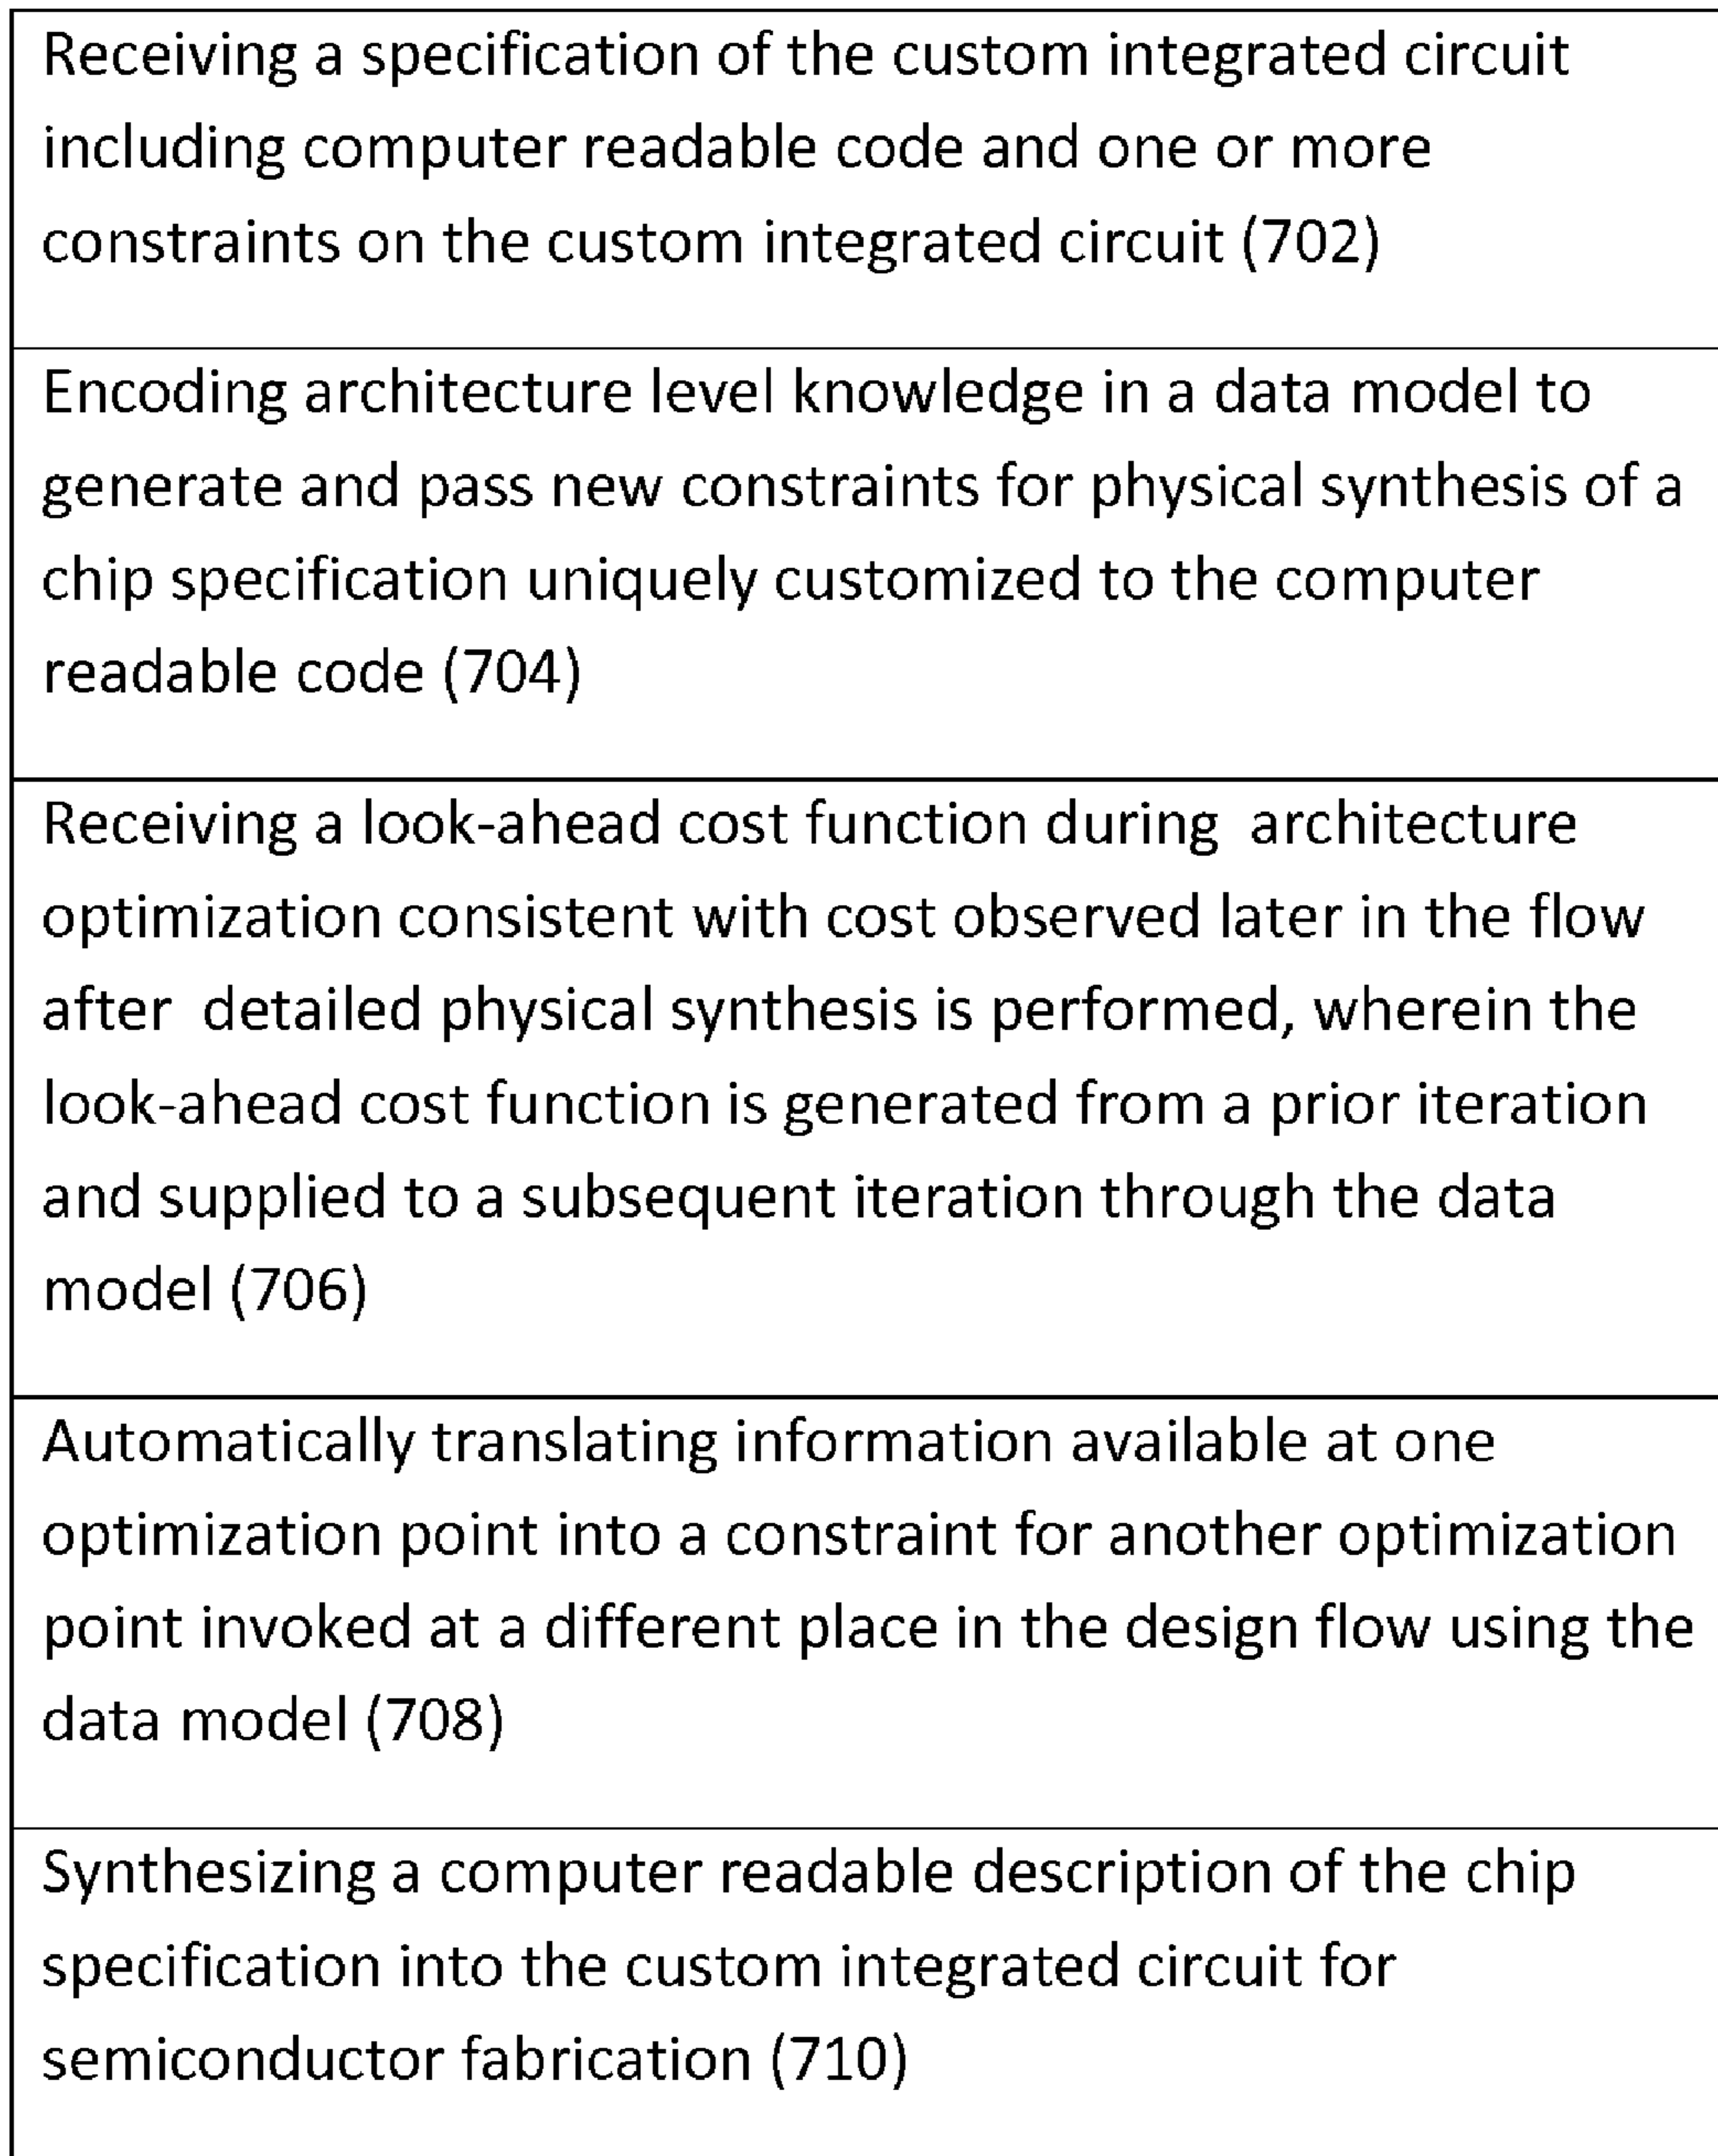 Receiving a specification of the custom integrated circuit
including computer readable code and one or more
constraints on the custom integrated circuit (702)
Encoding architecture level knowledge in a data model to
generate and pass new constraints for physical synthesis of a
chip specification uniquely customized to the computer
readable code (704)
Receiving a look-ahead cost function during  architecture
optimization consistent with cost observed later in the flow
after  detailed physical synthesis is performed, wherein the
look-ahead cost function is generated from a prior iteration
and supplied to a subsequent iteration through the data
model (706)
Automatically translating information available at one
optimization point into a constraint for another optimization
point invoked at a different place in the design flow using the
data model (708)
Synthesizing a computer readable description of the chip
specification into the custom integrated circuit for
semiconductor fabrication (710)